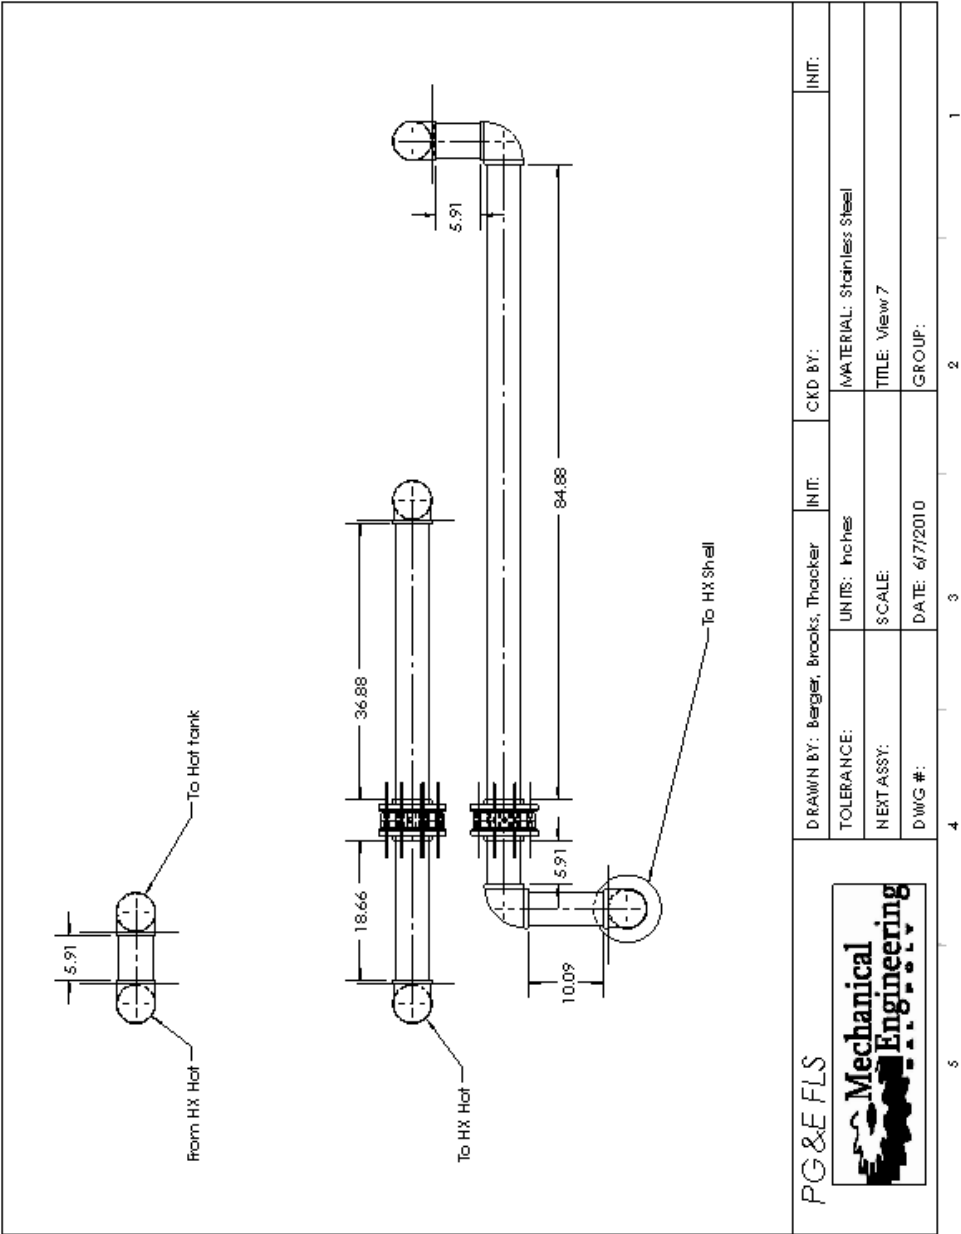 5.91
From HX Hot
To Hot tank
18.66
36.88
To HX Hot
5.91
10.09
5.91
84.88
To HX Shell
PG&E FLS
Mechanical
Engineering
CAL POLY
DRAWN BY: Berger, Brooks, Thacker
INIT:
CKD BY:
INIT:
TOLERANCE:
UNITS: Inches
MATERIAL: Stainless Steel
NEXT ASSY:
SCALE:
TITLE: View 7
DWG #:
DATE: 6/7/2010
GROUP:
5
4
3
2
1